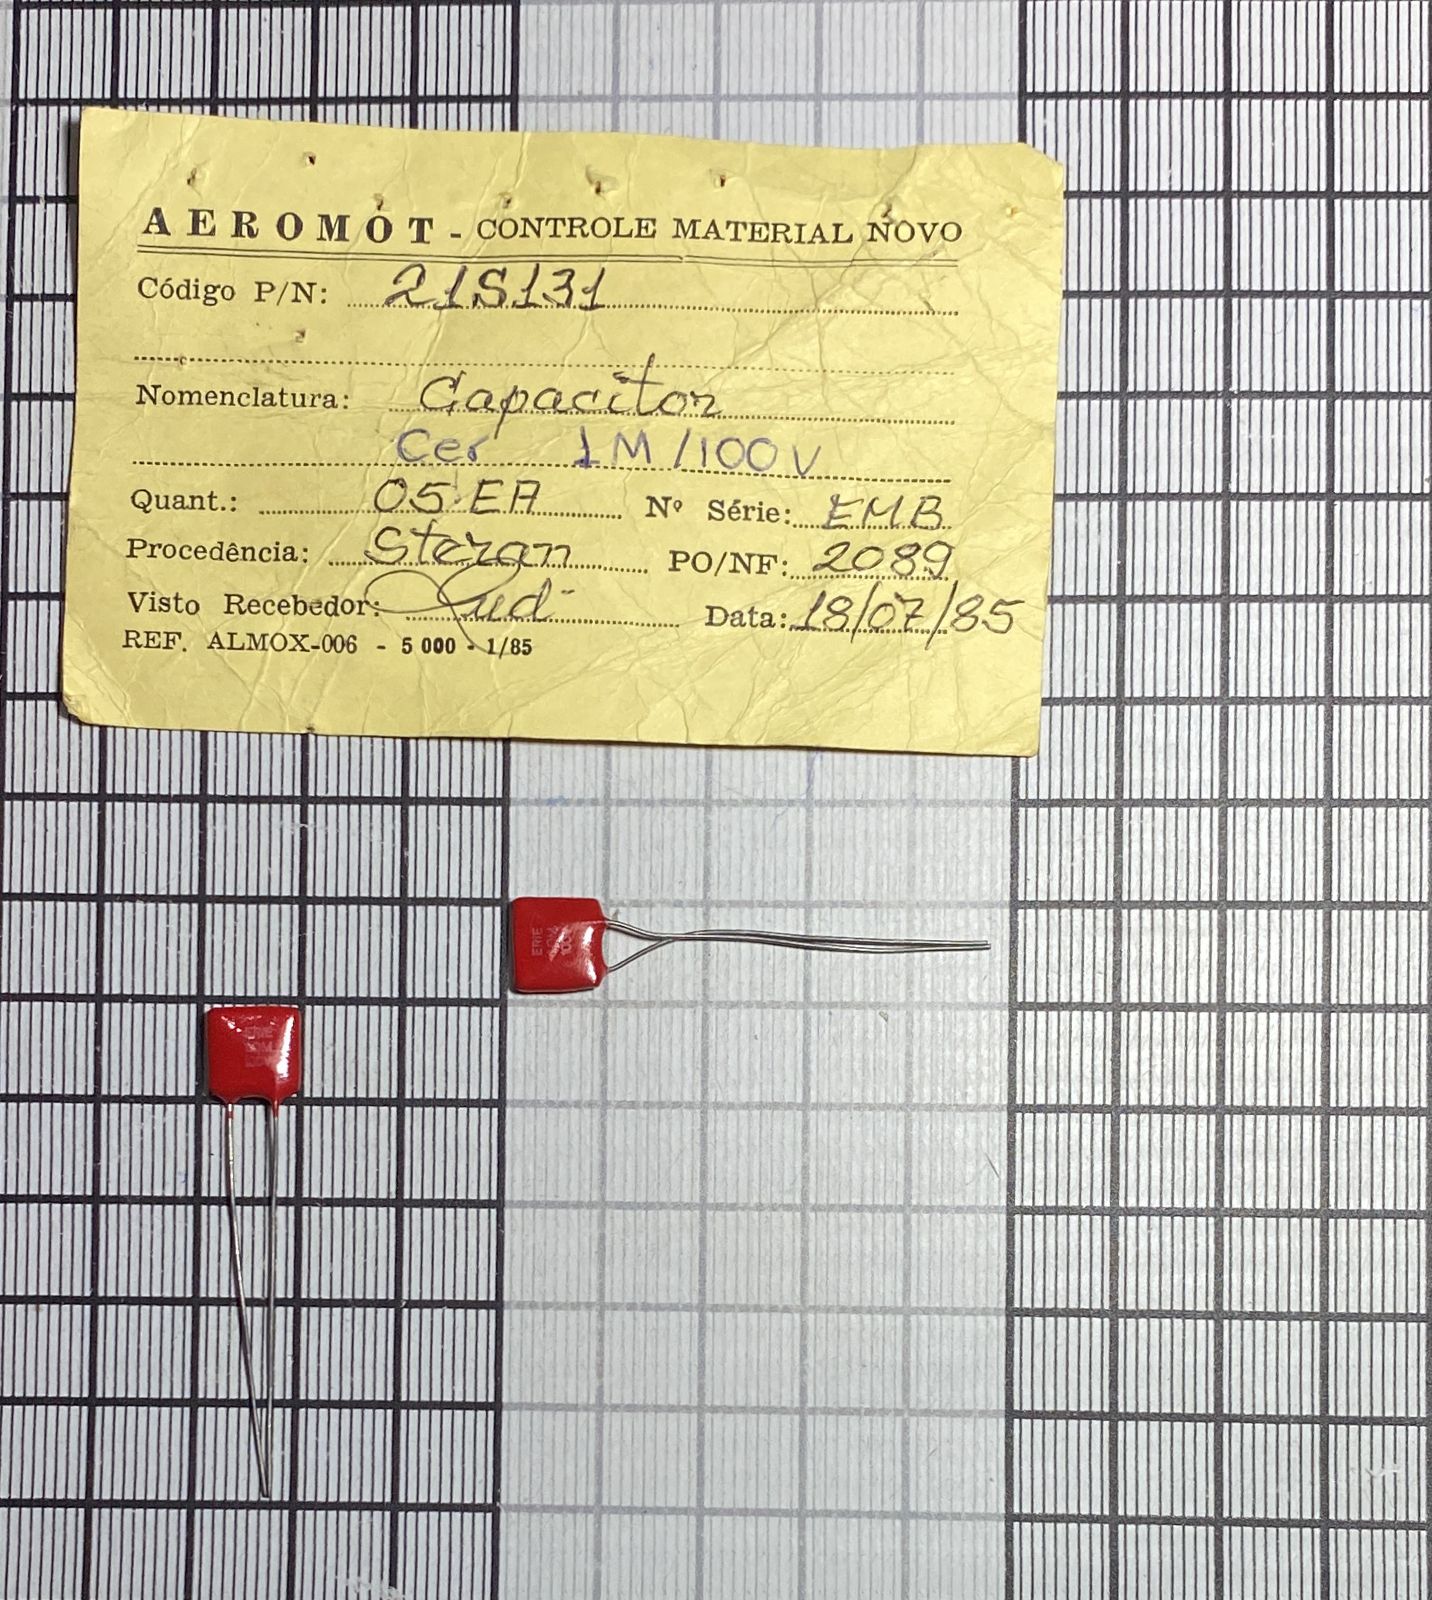 AEROMOT - CONTROLE MATERIAL NOVO
Código P/N: 21S131
Nomenclatura: Capacitor
Cer 1M/100V
Quant.: 05 EA Nº Série: EMB
Procedência: Steran PO/NF: 2089
Visto Recebedor: Data: 18/07/85
REF. ALMOX-006 - 5 000 - 1/85
ERIE
ERIE